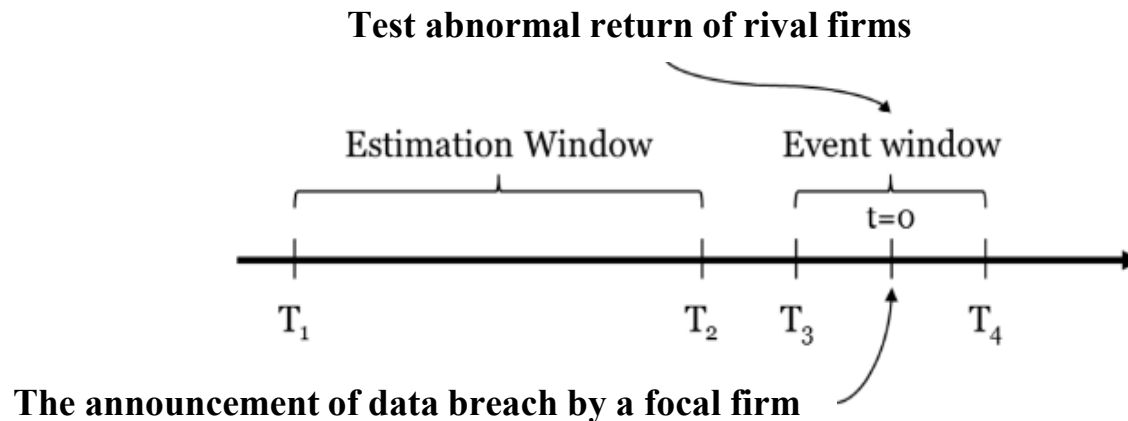 Test abnormal return of rival firms
Estimation Window
Event window
t=0
T₁
T₂
T₃
T₄
The announcement of data breach by a focal firm